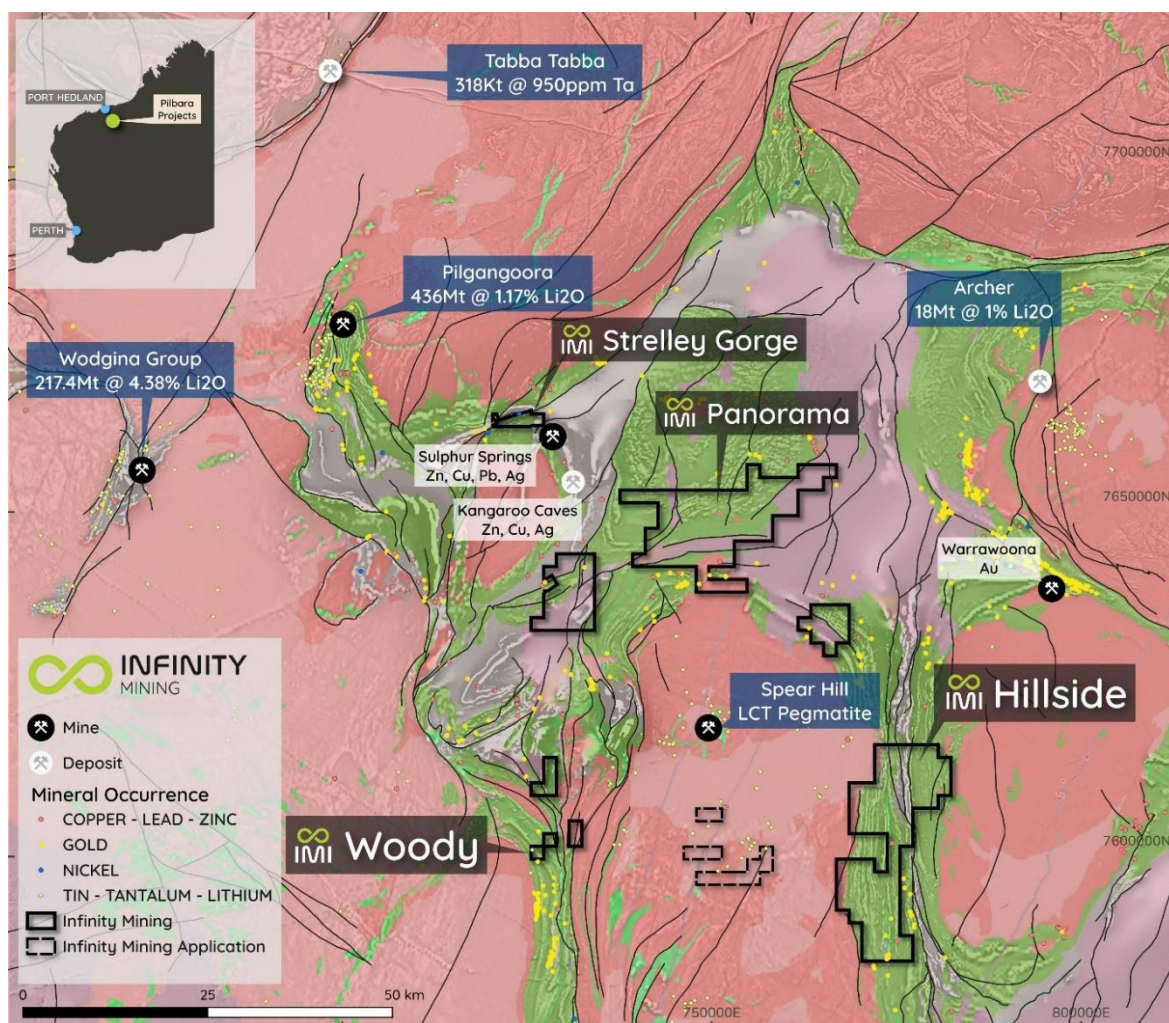 PORT HEDLAND
Pilbara
Projects
PERTH
Tabba Tabba
318Kt @ 950ppm Ta
7700000N
Pilgangoora
436Mt @ 1.17% Li2O
Archer
18Mt @ 1% Li2O
IMI Strelley Gorge
Wodgina Group
217.4Mt @ 4.38% Li2O
IMI Panorama
Sulphur Springs
Zn, Cu, Pb, Ag
Kangaroo Caves
Zn, Cu, Ag
7650000N
Warrawoona
Au
INFINITY
MINING
Mine
Deposit
Mineral Occurrence
COPPER - LEAD - ZINC
GOLD
NICKEL
TIN - TANTALUM - LITHIUM
Infinity Mining
Infinity Mining Application
Spear Hill
LCT Pegmatite
IMI Hillside
IMI Woody
7600000N
0
25
50 km
750000E
800000E